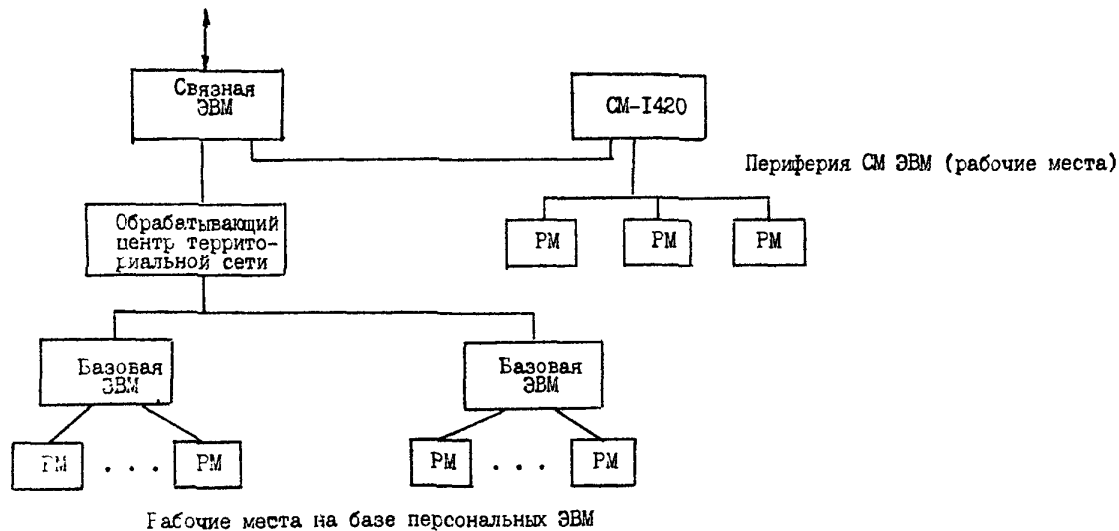 Связная
ЭВМ
СМ-I420
Периферия СМ ЭВМ (рабочие места)
Обрабатывающий
центр террито-
риальной сети
РМ
РМ
РМ
Базовая
ЭВМ
Базовая
ЭВМ
РМ
. . .
РМ
РМ
. . .
РМ
Рабочие места на базе персональных ЭВМ